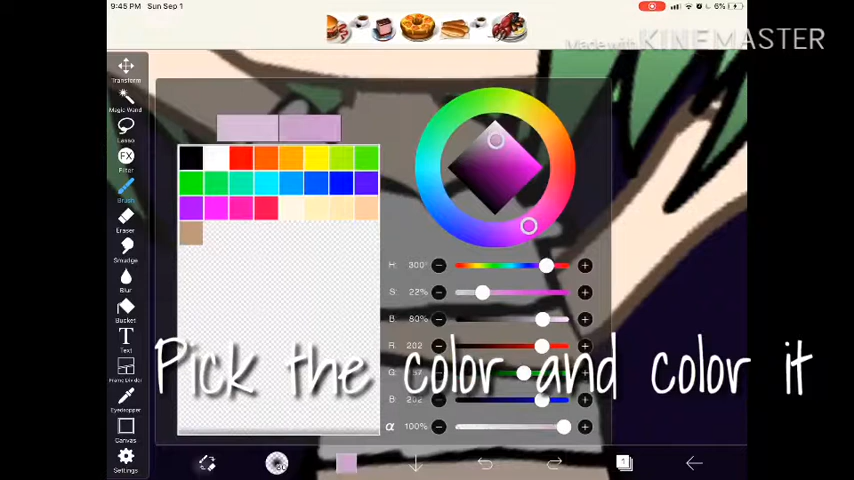 9:45 PM Sun Sep 1
6%
Made with KINEMASTER
Transform
Magic Wand
Lasso
FX
Filter
Brush
Eraser
Smudge
Blur
Bucket
T
Text
Frame Divider
Eyedropper
Canvas
Settings
H: 300°
S: 22%
B: 80%
R: 202
G:
B: 202
α 100%
Pick the color and color it
1